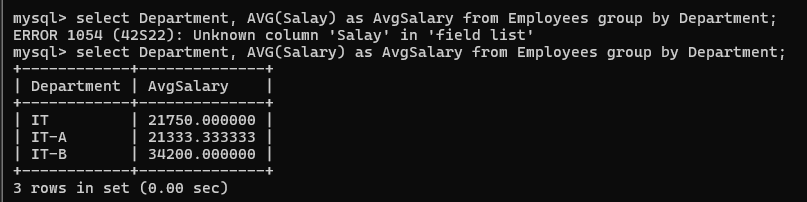 mysql> select Department, AVG(Salay) as AvgSalary from Employees group by Department;
ERROR 1054 (42S22): Unknown column 'Salay' in 'field list'
mysql> select Department, AVG(Salary) as AvgSalary from Employees group by Department;
+------------+--------------+
| Department | AvgSalary    |
+------------+--------------+
| IT         | 21750.000000 |
| IT-A       | 21333.333333 |
| IT-B       | 34200.000000 |
+------------+--------------+
3 rows in set (0.00 sec)